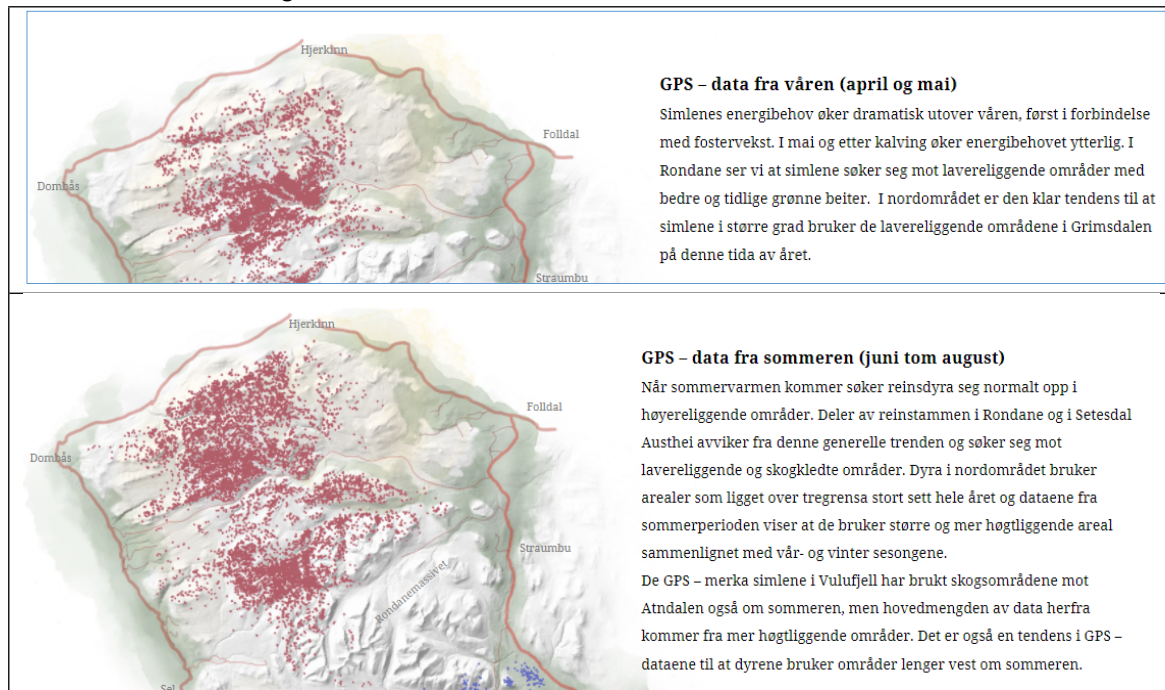 Hjerkinn
Folldal
Dombås
Straumbu
GPS – data fra våren (april og mai)
Simlenes energibehov øker dramatisk utover våren, først i forbindelse
med fostervekst. I mai og etter kalving øker energibehovet ytterlig. I
Rondane ser vi at simlene søker seg mot lavereliggende områder med
bedre og tidlige grønne beiter.  I nordområdet er den klar tendens til at
simlene i større grad bruker de lavereliggende områdene i Grimsdalen
på denne tida av året.
Hjerkinn
Folldal
Dombås
Straumbu
Rondanemassivet
Sel
GPS – data fra sommeren (juni tom august)
Når sommervarmen kommer søker reinsdyra seg normalt opp i
høyereliggende områder. Deler av reinstammen i Rondane og i Setesdal
Austhei avviker fra denne generelle trenden og søker seg mot
lavereliggende og skogkledte områder. Dyra i nordområdet bruker
arealer som ligget over tregrensa stort sett hele året og dataene fra
sommerperioden viser at de bruker større og mer høgtliggende areal
sammenlignet med vår- og vinter sesongene.
De GPS – merka simlene i Vulufjell har brukt skogsområdene mot
Atndalen også om sommeren, men hovedmengden av data herfra
kommer fra mer høgtliggende områder. Det er også en tendens i GPS –
dataene til at dyrene bruker områder lenger vest om sommeren.